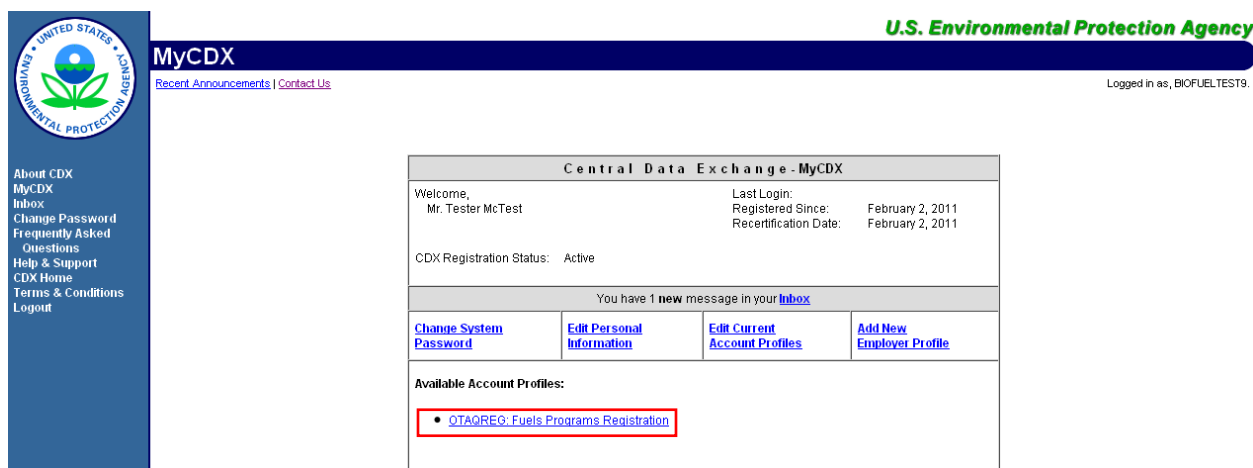 U.S. Environmental Protection Agency
UNITED STATES
ENVIRONMENTAL PROTECTION AGENCY
MyCDX
Recent Announcements | Contact Us
Logged in as, BIOFUELTEST9.
About CDX
MyCDX
Inbox
Change Password
Frequently Asked
Questions
Help & Support
CDX Home
Terms & Conditions
Logout
Central Data Exchange - MyCDX
Welcome,
Mr. Tester McTest
Last Login:
Registered Since: February 2, 2011
Recertification Date: February 2, 2011
CDX Registration Status: Active
You have 1 new message in your Inbox
Change System
Password
Edit Personal
Information
Edit Current
Account Profiles
Add New
Employer Profile
Available Account Profiles:
• OTAQREG: Fuels Programs Registration